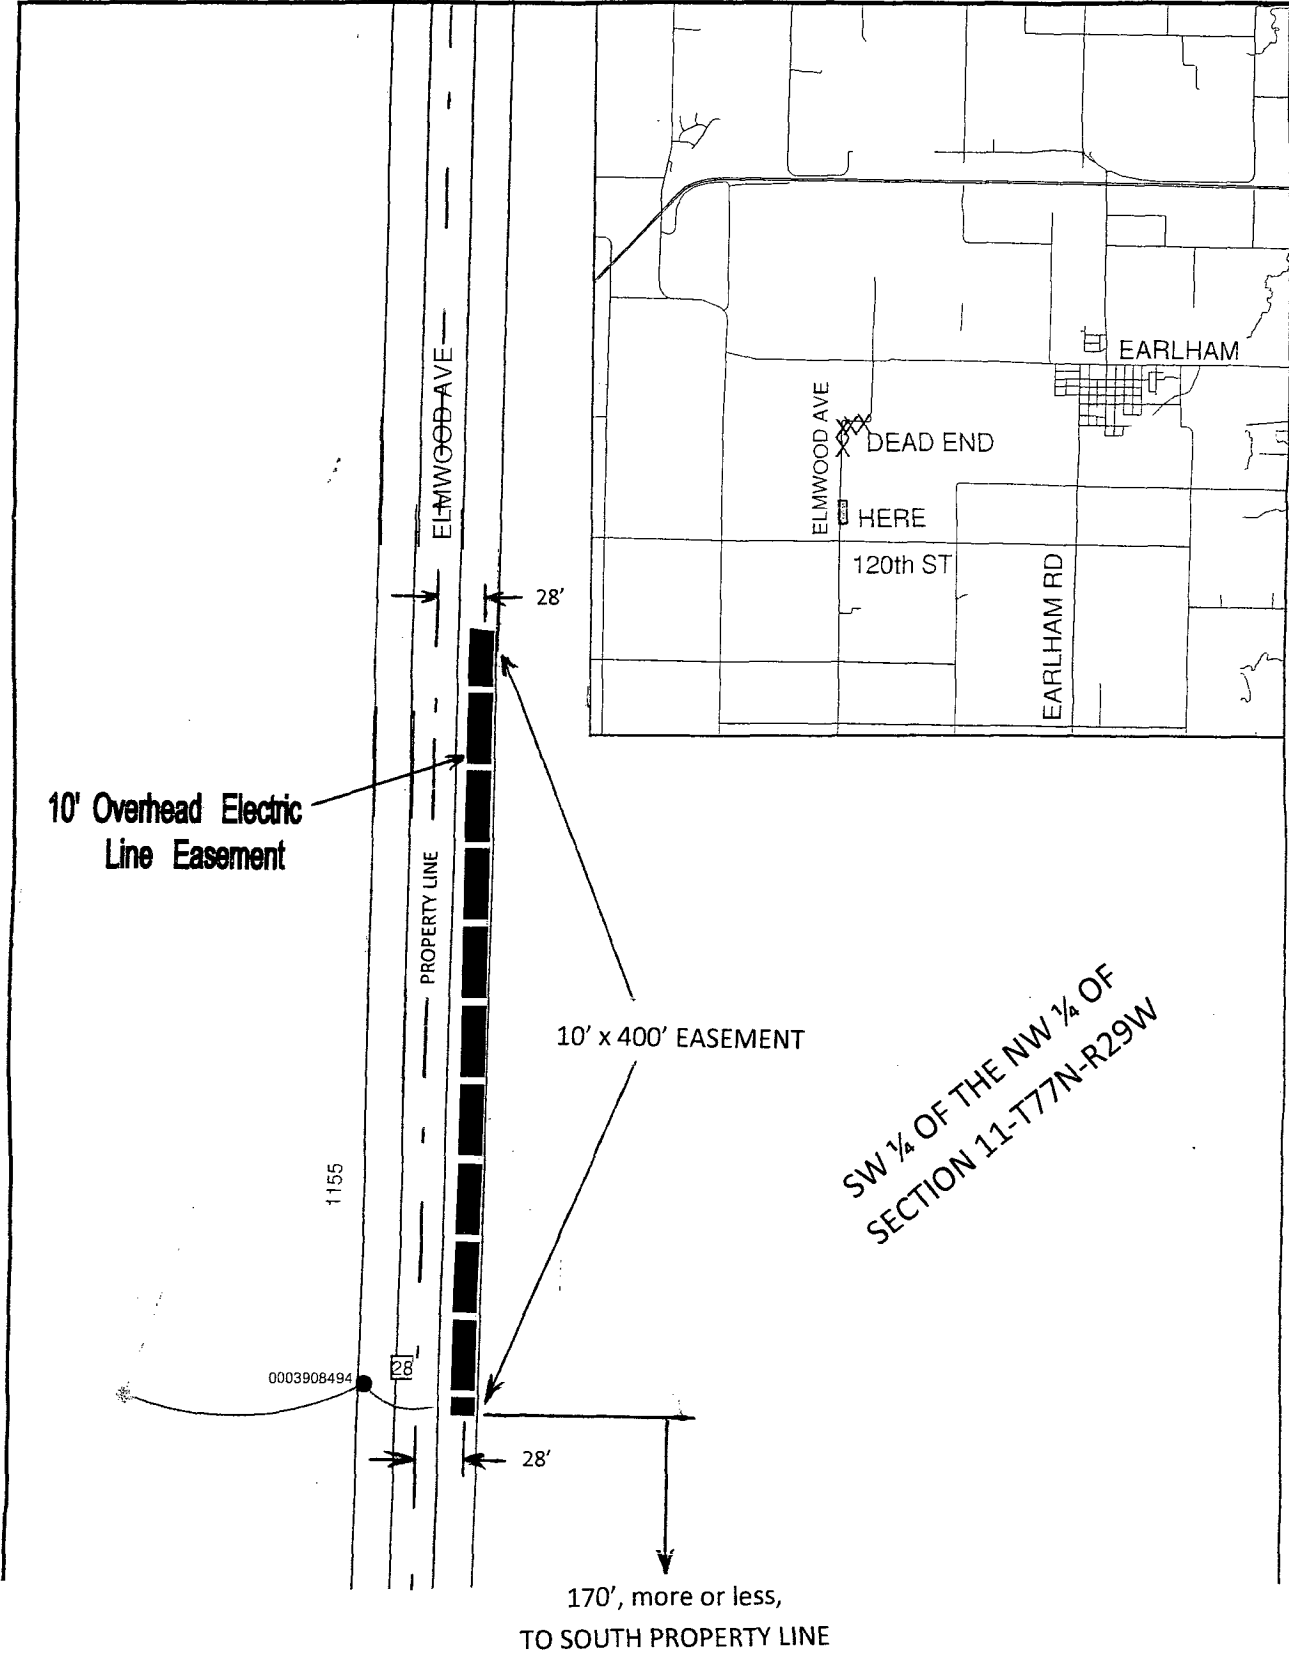 ELMWOOD AVE
28'
10' Overhead Electric
Line Easement
PROPERTY LINE
10' x 400' EASEMENT
SW ¼ OF THE NW ¼ OF
SECTION 11-T77N-R29W
1155
0003908494
28
28'
170', more or less,
TO SOUTH PROPERTY LINE
EARLHAM
ELMWOOD AVE
DEAD END
HERE
120th ST
EARLHAM RD